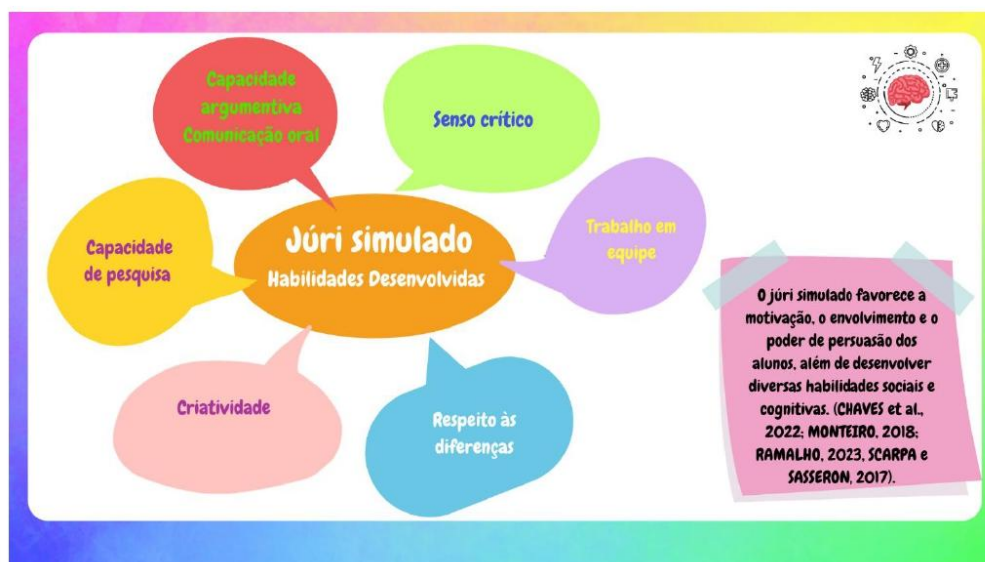 Capacidade
argumentiva
Comunicação oral
Senso crítico
Capacidade
de pesquisa
Júri simulado
Habilidades Desenvolvidas
Trabalho em
equipe
Criatividade
Respeito às
diferenças
O júri simulado favorece a
motivação, o envolvimento e o
poder de persuasão dos
alunos, além de desenvolver
diversas habilidades sociais e
cognitivas. (CHAVES et al.,
2022; MONTEIRO, 2018;
RAMALHO, 2023, SCARPA e
SASSERON, 2017).